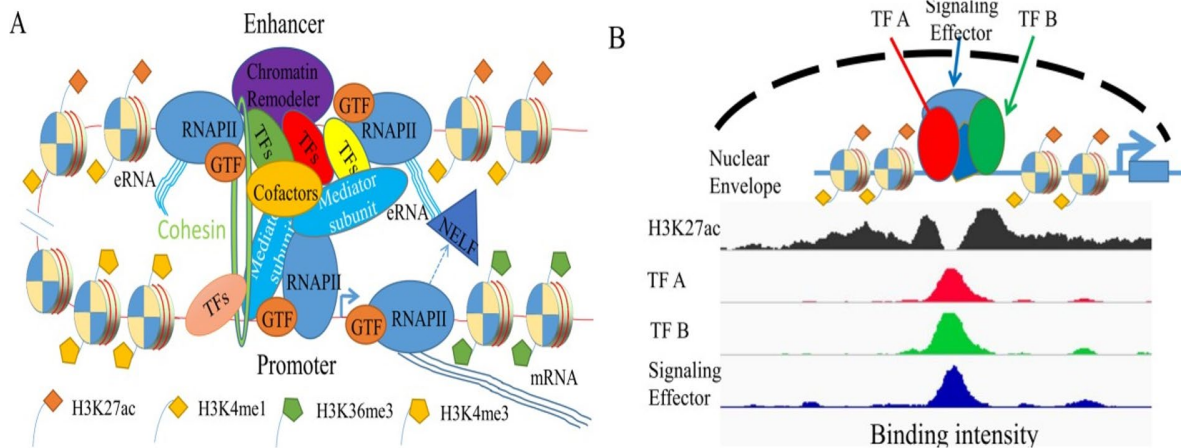 A
Enhancer
Chromatin
Remodeler
GTF
RNAPII
RNAPII
TFs
TFs
TFs
GTF
eRNA
Cofactors
Mediator
subunit
eRNA
Cohesin
Mediator
subunit
NELF
RNAPII
TFs
GTF
GTF
RNAPII
Promoter
mRNA
H3K27ac
H3K4me1
H3K36me3
H3K4me3
B
TF A
Signaling
Effector
TF B
Nuclear
Envelope
H3K27ac
TF A
TF B
Signaling
Effector
Binding intensity